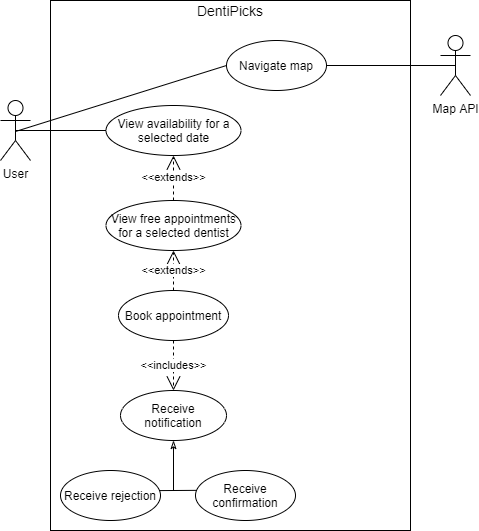 DentiPicks
Navigate map
Map API
View availability for a
selected date
User
<<extends>>
View free appointments
for a selected dentist
<<extends>>
Book appointment
<<includes>>
Receive
notification
Receive rejection
Receive
confirmation